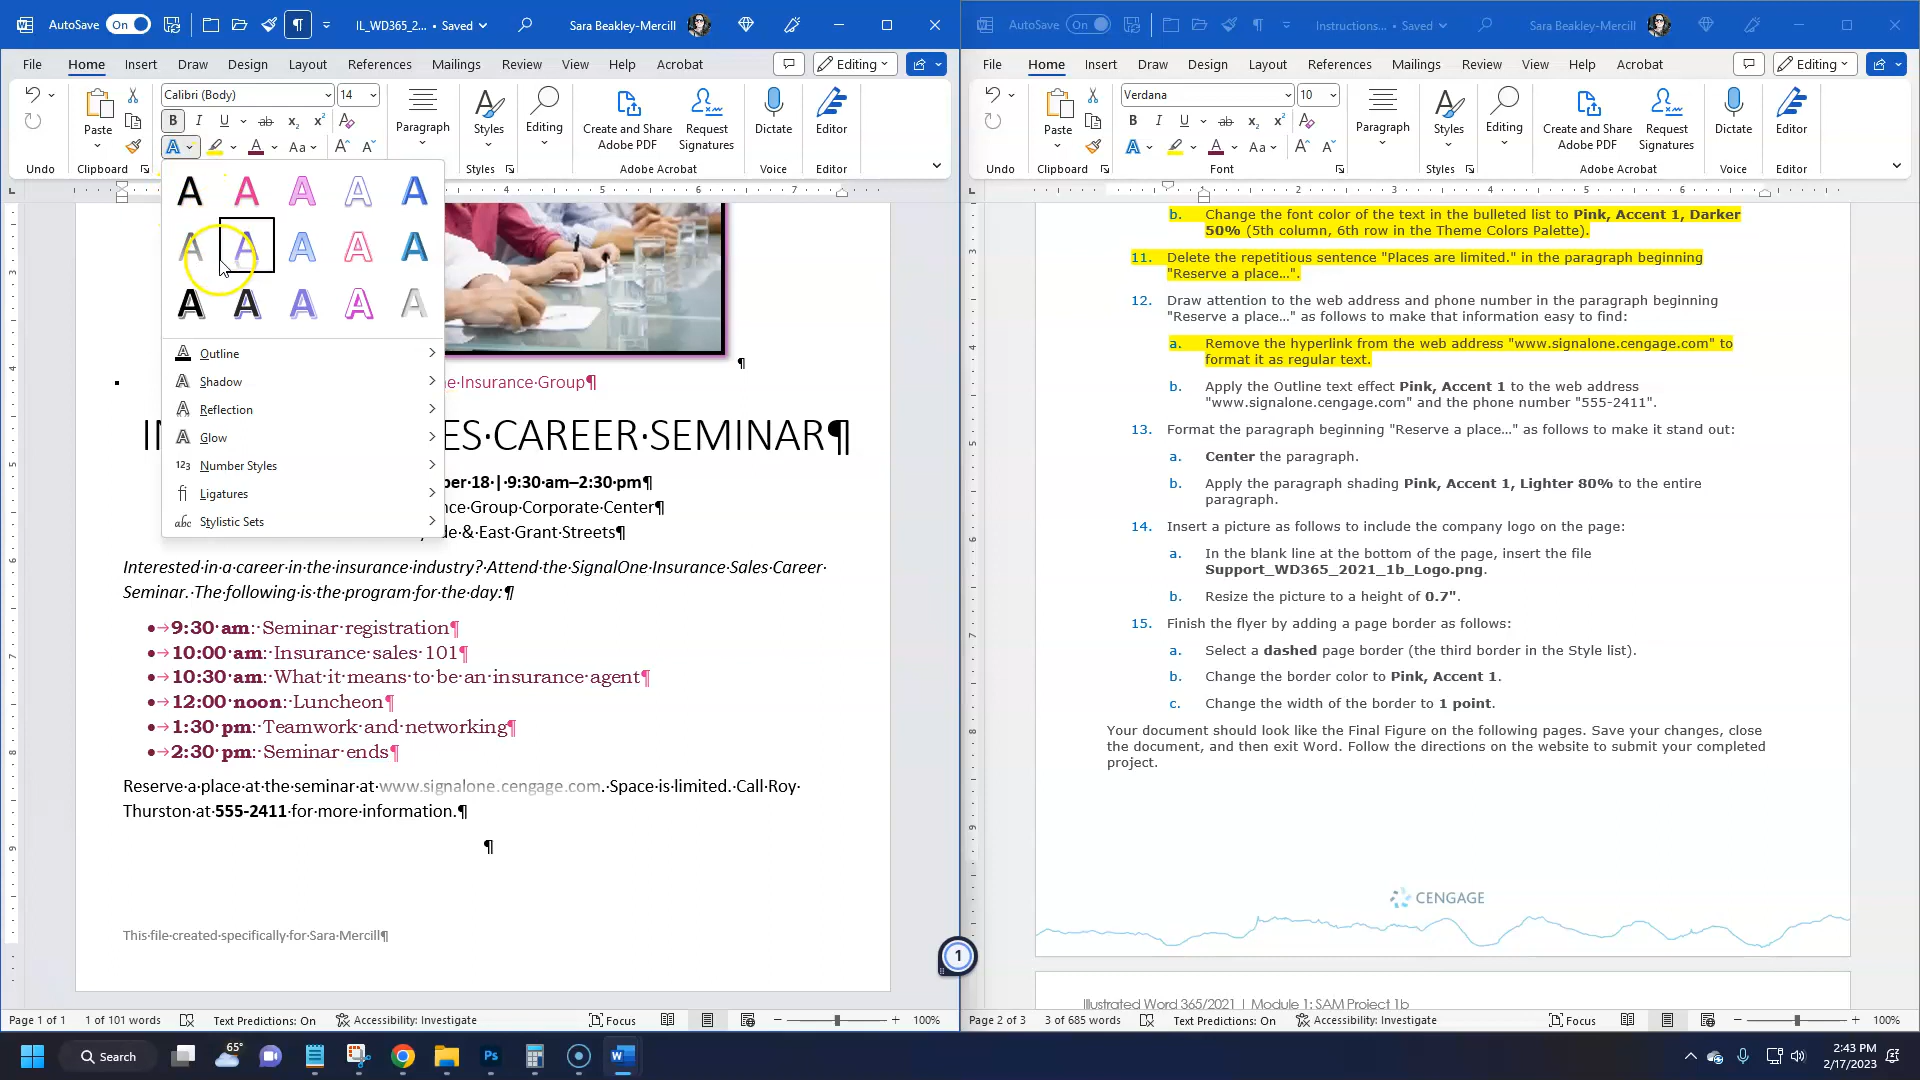 AutoSave On IL_WD365_2... • Saved Sara Beakley-Mercill
File Home Insert Draw Design Layout References Mailings Review View Help Acrobat Editing
Calibri (Body) 14
Paste Paragraph Styles Editing Create and Share Adobe PDF Request Signatures Dictate Editor
Undo Clipboard Styles Adobe Acrobat Voice Editor
Outline
Shadow
Reflection
Glow
Number Styles
Ligatures
Stylistic Sets
e·Insurance·Group¶
ES·CAREER·SEMINAR¶
ber·18·|·9:30·am–2:30·pm¶
nce·Group·Corporate·Center¶
de·&·East·Grant·Streets¶
Interested·in·a·career·in·the·insurance·industry?·Attend·the·SignalOne·Insurance·Sales·Career·
Seminar.·The·following·is·the·program·for·the·day:¶
•→9:30·am:·Seminar·registration¶
•→10:00·am:·Insurance·sales·101¶
•→10:30·am:·What·it·means·to·be·an·insurance·agent¶
•→12:00·noon:·Luncheon¶
•→1:30·pm:·Teamwork·and·networking¶
•→2:30·pm:·Seminar·ends¶
Reserve·a·place·at·the·seminar·at·www.signalone.cengage.com.·Space·is·limited.·Call·Roy·
Thurston·at·555-2411·for·more·information.¶
¶
This·file·created·specifically·for·Sara·Mercill¶
Page 1 of 1 1 of 101 words Text Predictions: On Accessibility: Investigate Focus 100%
AutoSave On Instructions... • Saved Sara Beakley-Mercill
File Home Insert Draw Design Layout References Mailings Review View Help Acrobat Editing
Verdana 10
Paste Paragraph Styles Editing Create and Share Adobe PDF Request Signatures Dictate Editor
Undo Clipboard Font Styles Adobe Acrobat Voice Editor
b. Change the font color of the text in the bulleted list to Pink, Accent 1, Darker
50% (5th column, 6th row in the Theme Colors Palette).
11. Delete the repetitious sentence "Places are limited." in the paragraph beginning
"Reserve a place…".
12. Draw attention to the web address and phone number in the paragraph beginning
"Reserve a place…" as follows to make that information easy to find:
a. Remove the hyperlink from the web address "www.signalone.cengage.com" to
format it as regular text.
b. Apply the Outline text effect Pink, Accent 1 to the web address
"www.signalone.cengage.com" and the phone number "555-2411".
13. Format the paragraph beginning "Reserve a place…" as follows to make it stand out:
a. Center the paragraph.
b. Apply the paragraph shading Pink, Accent 1, Lighter 80% to the entire
paragraph.
14. Insert a picture as follows to include the company logo on the page:
a. In the blank line at the bottom of the page, insert the file
Support_WD365_2021_1b_Logo.png.
b. Resize the picture to a height of 0.7".
15. Finish the flyer by adding a page border as follows:
a. Select a dashed page border (the third border in the Style list).
b. Change the border color to Pink, Accent 1.
c. Change the width of the border to 1 point.
Your document should look like the Final Figure on the following pages. Save your changes, close
the document, and then exit Word. Follow the directions on the website to submit your completed
project.
CENGAGE
Illustrated Word 365/2021 | Module 1: SAM Project 1b
Page 2 of 3 3 of 685 words Text Predictions: On Accessibility: Investigate Focus 100%
1
Search 65° 2:43 PM
2/17/2023